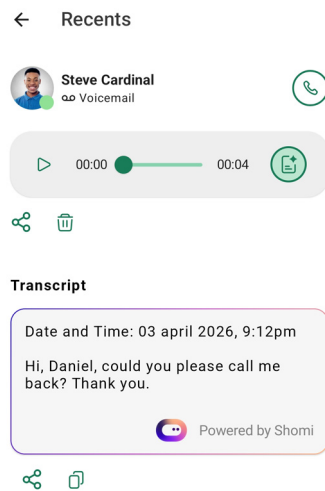 Recents
Steve Cardinal
Voicemail
00:00 00:04
Transcript
Date and Time: 03 april 2026, 9:12pm
Hi, Daniel, could you please call me
back? Thank you.
Powered by Shomi